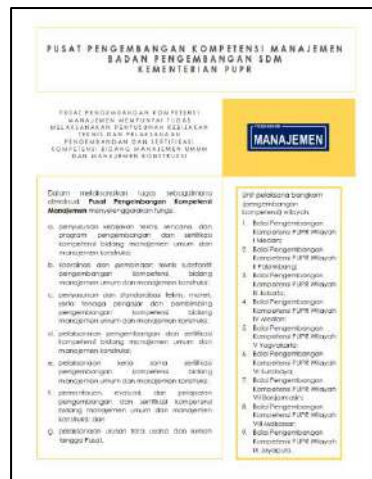 PUSAT PENGEMBANGAN KOMPETENSI MANAJEMEN
BADAN PENGEMBANGAN SDM
KEMENTERIAN PUPR
PUSAT PENGEMBANGAN KOMPETENSI
MANAJEMEN MEMPUNYAI TUGAS
MELAKSANAKAN PENYUSUNAN KEBIJAKAN
TEKNIS DAN PELAKSANAAN
PENGEMBANGAN DAN SERTIFIKASI
KOMPETENSI BIDANG MANAJEMEN UMUM
DAN MANAJEMEN KONSTRUKSI
MANAJEMEN
Dalam melaksanakan tugas sebagaimana
dimaksud, Pusat Pengembangan Kompetensi
Manajemen menyelenggarakan fungsi:
a. penyusunan kebijakan teknis, rencana, dan
program pengembangan dan sertifikasi
kompetensi bidang manajemen umum dan
manajemen konstruksi;
b. koordinasi dan pembinaan teknis substantif
pengembangan kompetensi bidang
manajemen umum dan manajemen konstruksi;
c. penyusunan dan standardisasi teknis, materi,
serta tenaga pengajar dan pembimbing
pengembangan kompetensi bidang
manajemen umum dan manajemen konstruksi;
d. pelaksanaan pengembangan dan sertifikasi
kompetensi bidang manajemen umum dan
manajemen konstruksi;
e. pelaksanaan kerja sama sertifikasi
pengembangan kompetensi bidang
manajemen umum dan manajemen konstruksi;
f. pemantauan, evaluasi, dan pelaporan
pengembangan dan sertifikasi kompetensi
bidang manajemen umum dan manajemen
konstruksi; dan
g. pelaksanaan urusan tata usaha dan rumah
tangga Pusat.
Unit pelaksana bangkom
(pengembangan
kompetensi) wilayah:
1. Balai Pengembangan
Kompetensi PUPR Wilayah
I Medan;
2. Balai Pengembangan
Kompetensi PUPR Wilayah
II Palembang;
3. Balai Pengembangan
Kompetensi PUPR Wilayah
III Jakarta;
4. Balai Pengembangan
Kompetensi PUPR Wilayah
IV
5. Balai Pengembangan
Kompetensi PUPR Wilayah
V Yogyakarta;
6. Balai Pengembangan
Kompetensi PUPR Wilayah
VI Surabaya;
7. Balai Pengembangan
Kompetensi PUPR Wilayah
VII Banjarmasin;
8. Balai Pengembangan
Kompetensi PUPR Wilayah
VIII Makassar;
9. Balai Pengembangan
Kompetensi PUPR Wilayah
IX Jayapura.